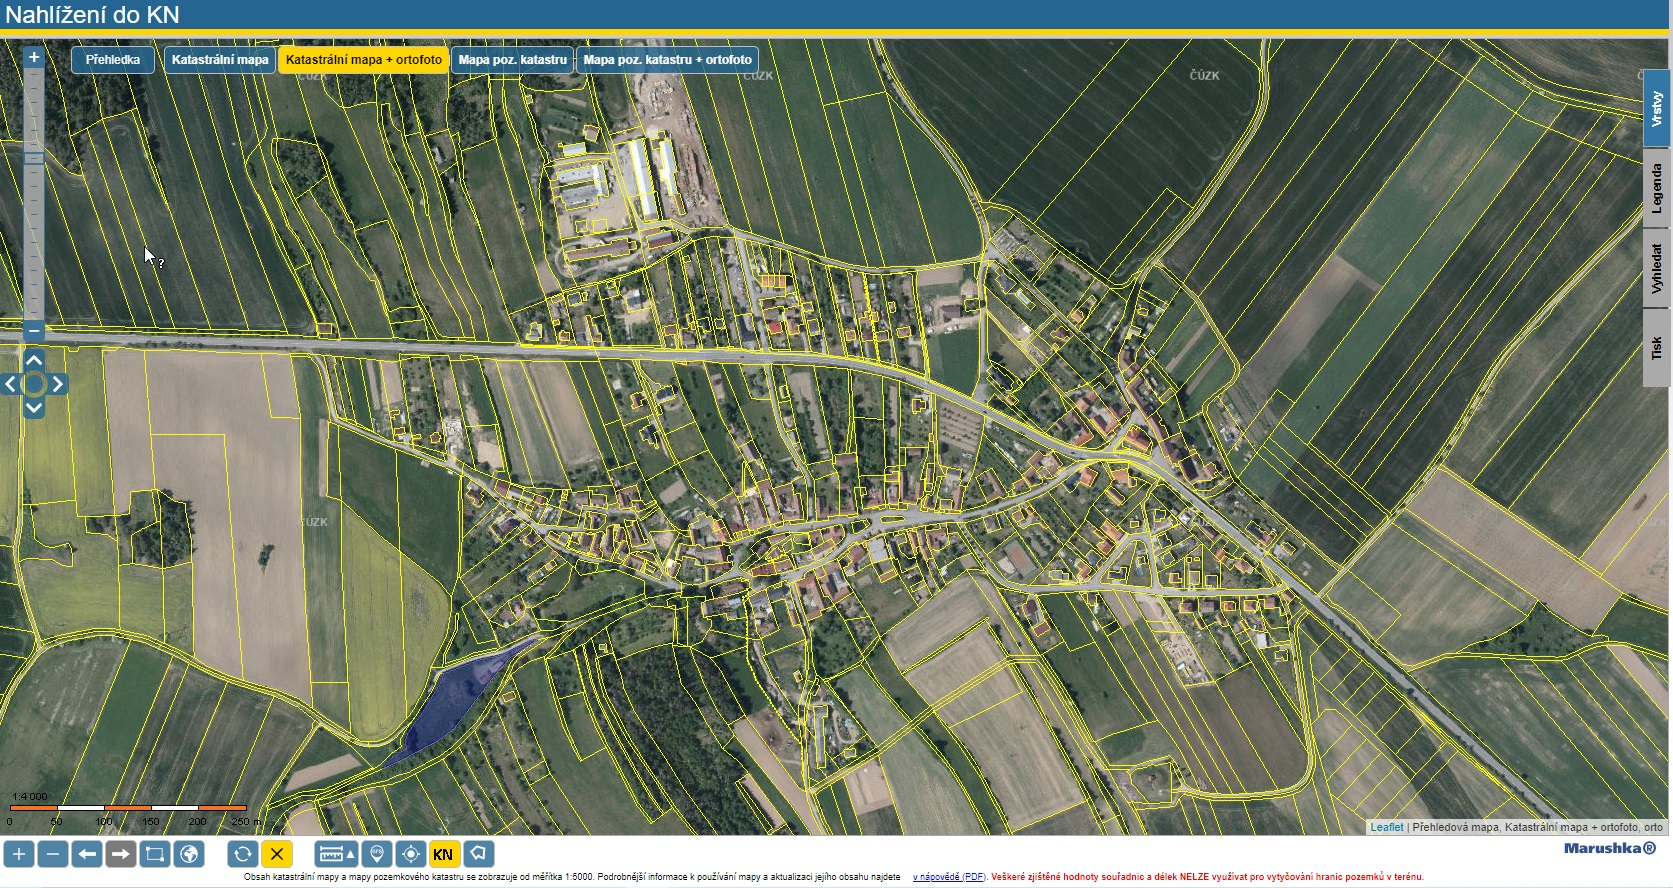 Nahlížení do KN
Přehledka
Katastrální mapa
Katastrální mapa + ortofoto
Mapa poz. katastru
Mapa poz. katastru + ortofoto
ČÚZK
ČÚZK
ČÚZK
Vrstvy
Legenda
Vyhledat
Tisk
ČÚZK
ČÚZK
ČÚZK
1:4 000
0 50 100 150 200 250 m
Leaflet | Přehledová mapa, Katastrální mapa + ortofoto, orto
GPS
KN
Marushka®
Obsah katastrální mapy a mapy pozemkového katastru se zobrazuje od měřítka 1:5000. Podrobnější informace k používání mapy a aktualizaci jejího obsahu najdete v nápovědě (PDF). Veškeré zjištěné hodnoty souřadnic a délek NELZE využívat pro vytyčování hranic pozemků v terénu.